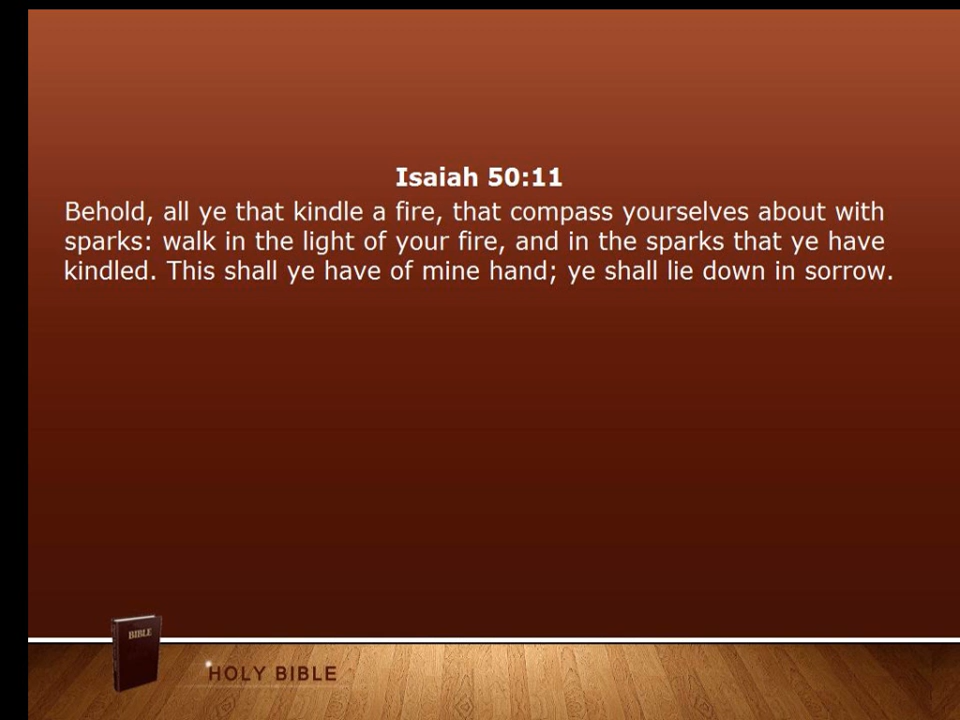 Isaiah 50:11
Behold, all ye that kindle a fire, that compass yourselves about with
sparks: walk in the light of your fire, and in the sparks that ye have
kindled. This shall ye have of mine hand; ye shall lie down in sorrow.
BIBLE
HOLY BIBLE